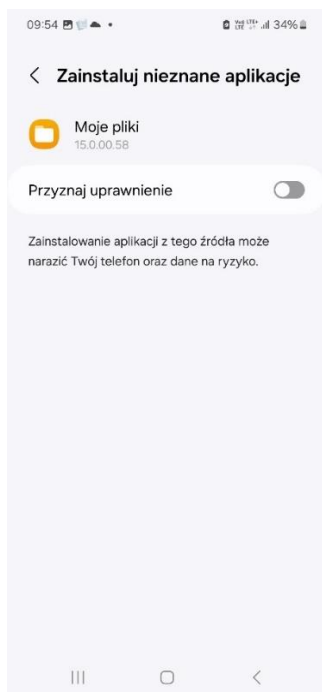 09:54 34%
Zainstaluj nieznane aplikacje
Moje pliki
15.0.00.58
Przyznaj uprawnienie
Zainstalowanie aplikacji z tego źródła może
narazić Twój telefon oraz dane na ryzyko.